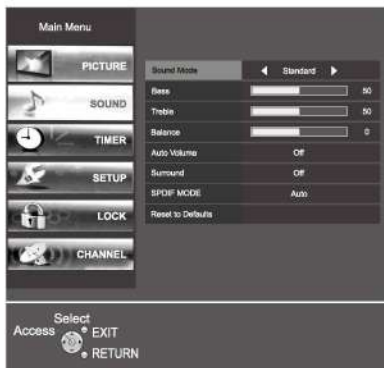 Main Menu
PICTURE
SOUND
TIMER
SETUP
LOCK
CHANNEL
Sound Mode Standard
Bass 50
Treble 50
Balance 0
Auto Volume Off
Surround Off
SPDIF MODE Auto
Reset to Defaults
Select
Access EXIT
RETURN